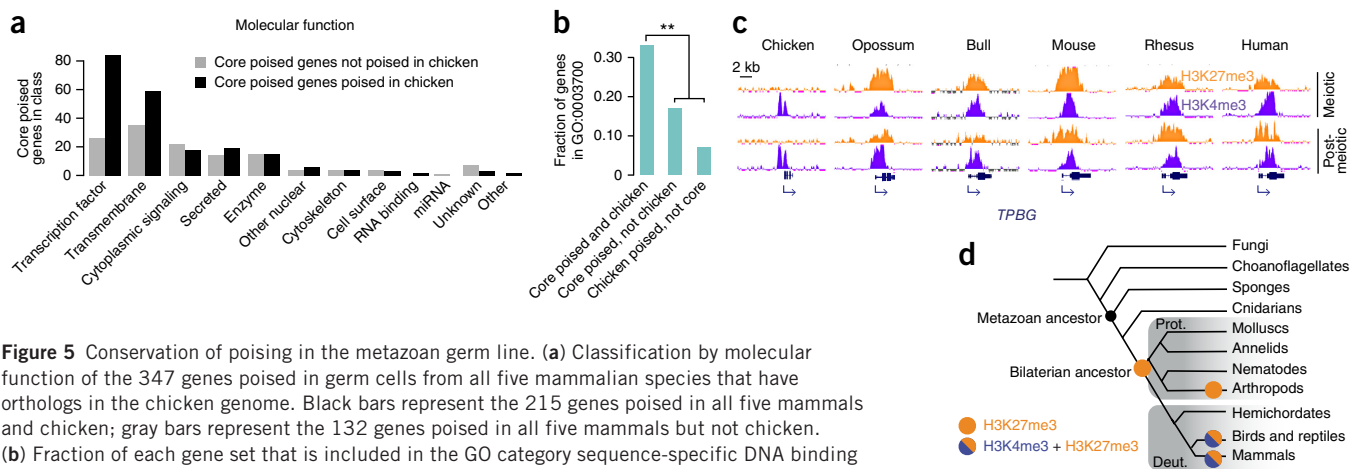 a
Molecular function
Core poised genes not poised in chicken
Core poised genes poised in chicken
Core poised
genes in class
80
60
40
20
0
Transcription factor
Transmembrane
Cytoplasmic signaling
Secreted
Enzyme
Other nuclear
Cytoskeleton
Cell surface
RNA binding
miRNA
Unknown
Other
b
**
Fraction of genes
in GO:0003700
0.30
0.20
0.10
0
Core poised and chicken
Core poised, not chicken
Chicken poised, not core
c
Chicken Opossum Bull Mouse Rhesus Human
2 kb
H3K27me3
H3K4me3
Meiotic
Post-
meiotic
TPBG
d
Fungi
Choanoflagellates
Sponges
Cnidarians
Metazoan ancestor
Prot.
Molluscs
Annelids
Nematodes
Arthropods
Bilaterian ancestor
Hemichordates
Birds and reptiles
Mammals
Deut.
H3K27me3
H3K4me3 + H3K27me3
Figure 5 Conservation of poising in the metazoan germ line. (a) Classification by molecular
function of the 347 genes poised in germ cells from all five mammalian species that have
orthologs in the chicken genome. Black bars represent the 215 genes poised in all five mammals
and chicken; gray bars represent the 132 genes poised in all five mammals but not chicken.
(b) Fraction of each gene set that is included in the GO category sequence-specific DNA binding